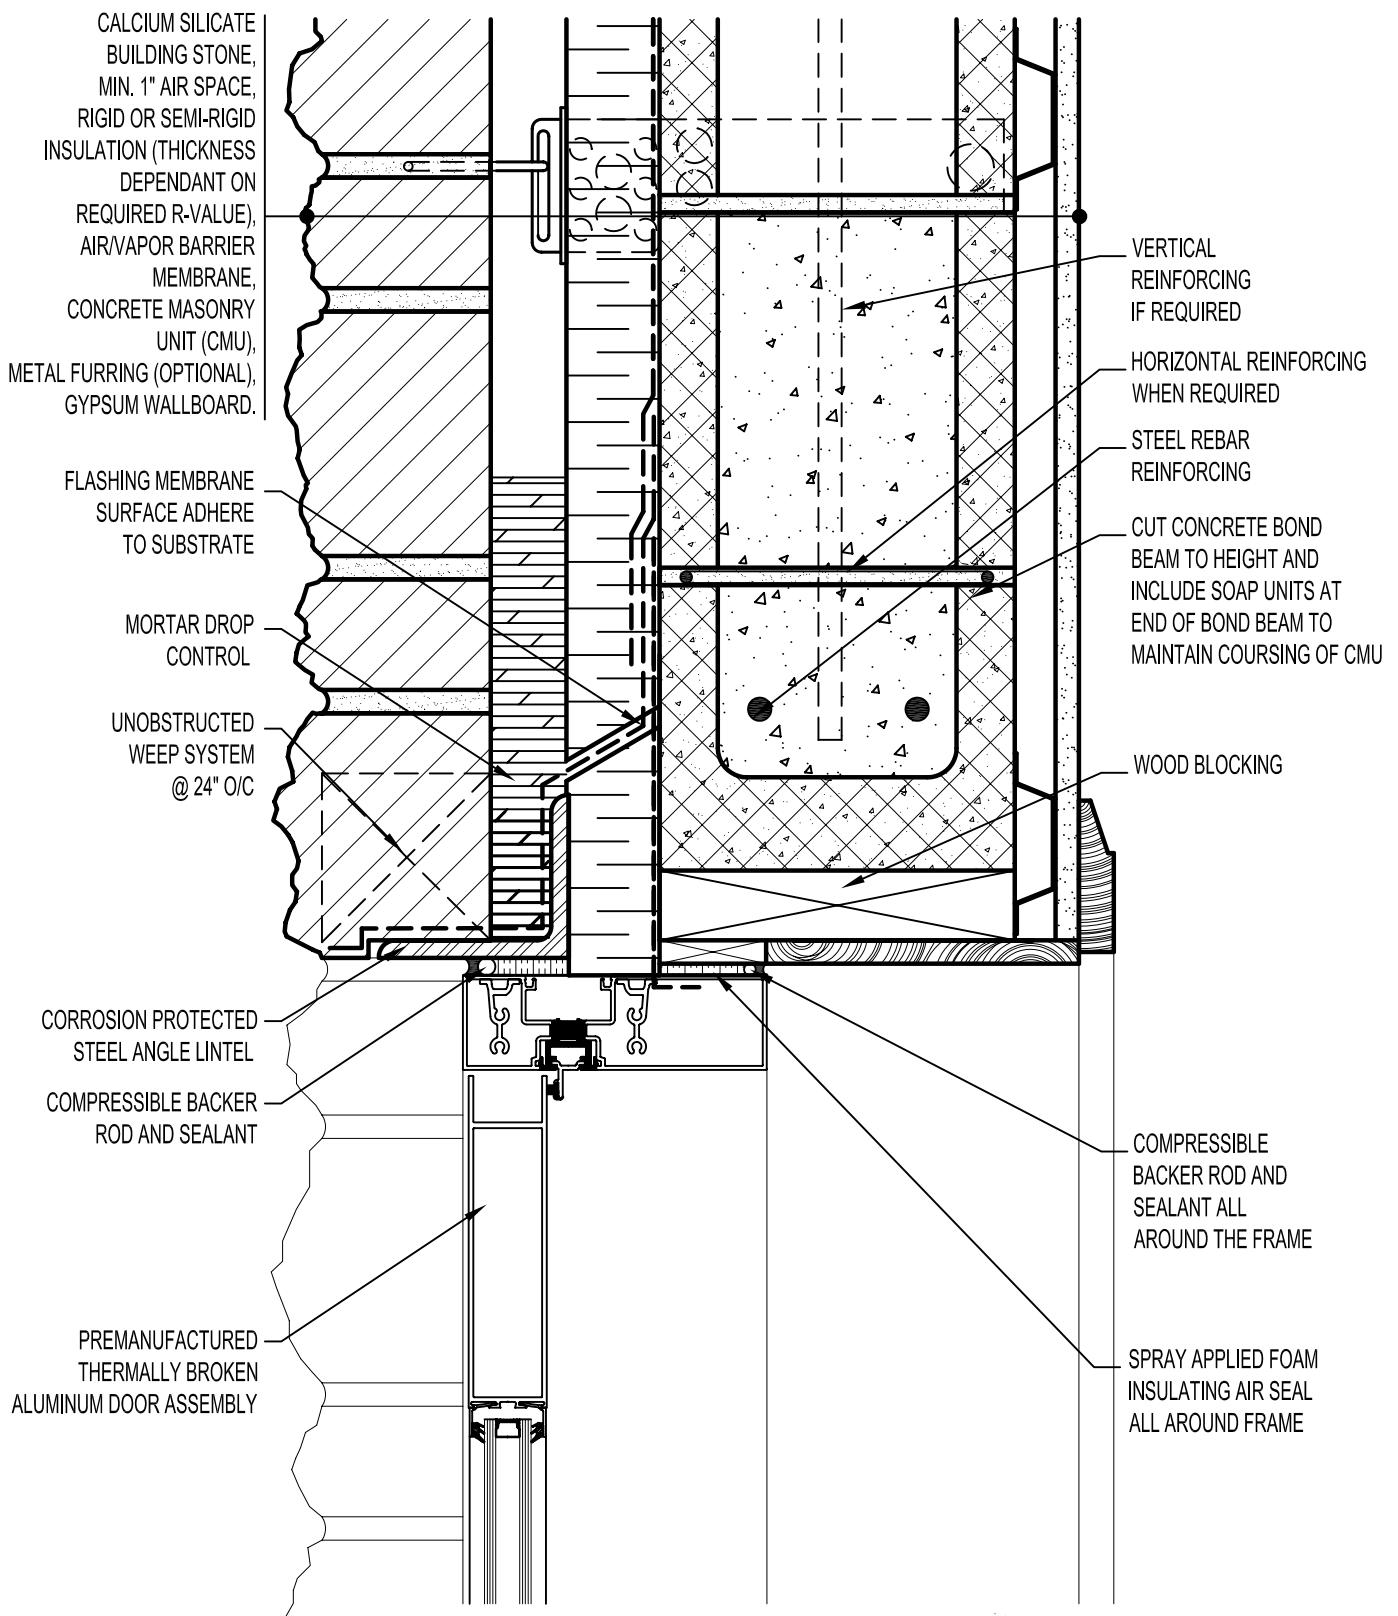 CALCIUM SILICATE
BUILDING STONE,
MIN. 1" AIR SPACE,
RIGID OR SEMI-RIGID
INSULATION (THICKNESS
DEPENDANT ON
REQUIRED R-VALUE),
AIR/VAPOR BARRIER
MEMBRANE,
CONCRETE MASONRY
UNIT (CMU),
METAL FURRING (OPTIONAL),
GYPSUM WALLBOARD.
FLASHING MEMBRANE
SURFACE ADHERE
TO SUBSTRATE
MORTAR DROP
CONTROL
UNOBSTRUCTED
WEEP SYSTEM
@ 24" O/C
CORROSION PROTECTED
STEEL ANGLE LINTEL
COMPRESSIBLE BACKER
ROD AND SEALANT
PREMANUFACTURED
THERMALLY BROKEN
ALUMINUM DOOR ASSEMBLY
VERTICAL
REINFORCING
IF REQUIRED
HORIZONTAL REINFORCING
WHEN REQUIRED
STEEL REBAR
REINFORCING
CUT CONCRETE BOND
BEAM TO HEIGHT AND
INCLUDE SOAP UNITS AT
END OF BOND BEAM TO
MAINTAIN COURSING OF CMU
WOOD BLOCKING
COMPRESSIBLE
BACKER ROD AND
SEALANT ALL
AROUND THE FRAME
SPRAY APPLIED FOAM
INSULATING AIR SEAL
ALL AROUND FRAME